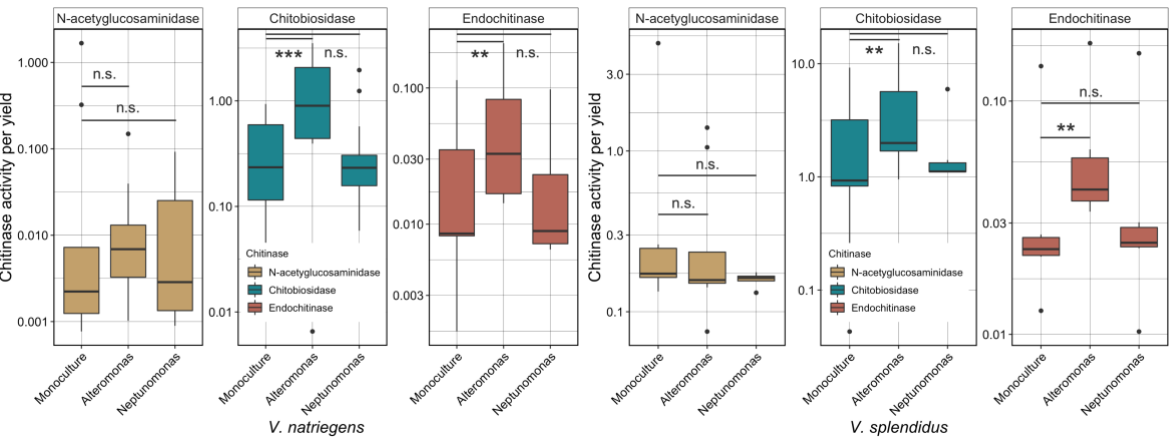 N-acetyglucosaminidase
Chitobiosidase
Endochitinase
N-acetyglucosaminidase
Chitobiosidase
Endochitinase
Chitinase activity per yield
1.000
0.100
0.010
0.001
n.s.
n.s.
Monoculture
Alteromonas
Neptunomonas
1.00
0.10
0.01
***
n.s.
Chitinase
N-acetyglucosaminidase
Chitobiosidase
Endochitinase
Monoculture
Alteromonas
Neptunomonas
0.100
0.030
0.010
0.003
**
n.s.
Monoculture
Alteromonas
Neptunomonas
V. natriegens
Chitinase activity per yield
3.0
1.0
0.3
0.1
n.s.
n.s.
Monoculture
Alteromonas
Neptunomonas
10.0
1.0
0.1
**
n.s.
Chitinase
N-acetyglucosaminidase
Chitobiosidase
Endochitinase
Monoculture
Alteromonas
Neptunomonas
0.10
0.03
0.01
n.s.
**
Monoculture
Alteromonas
Neptunomonas
V. splendidus